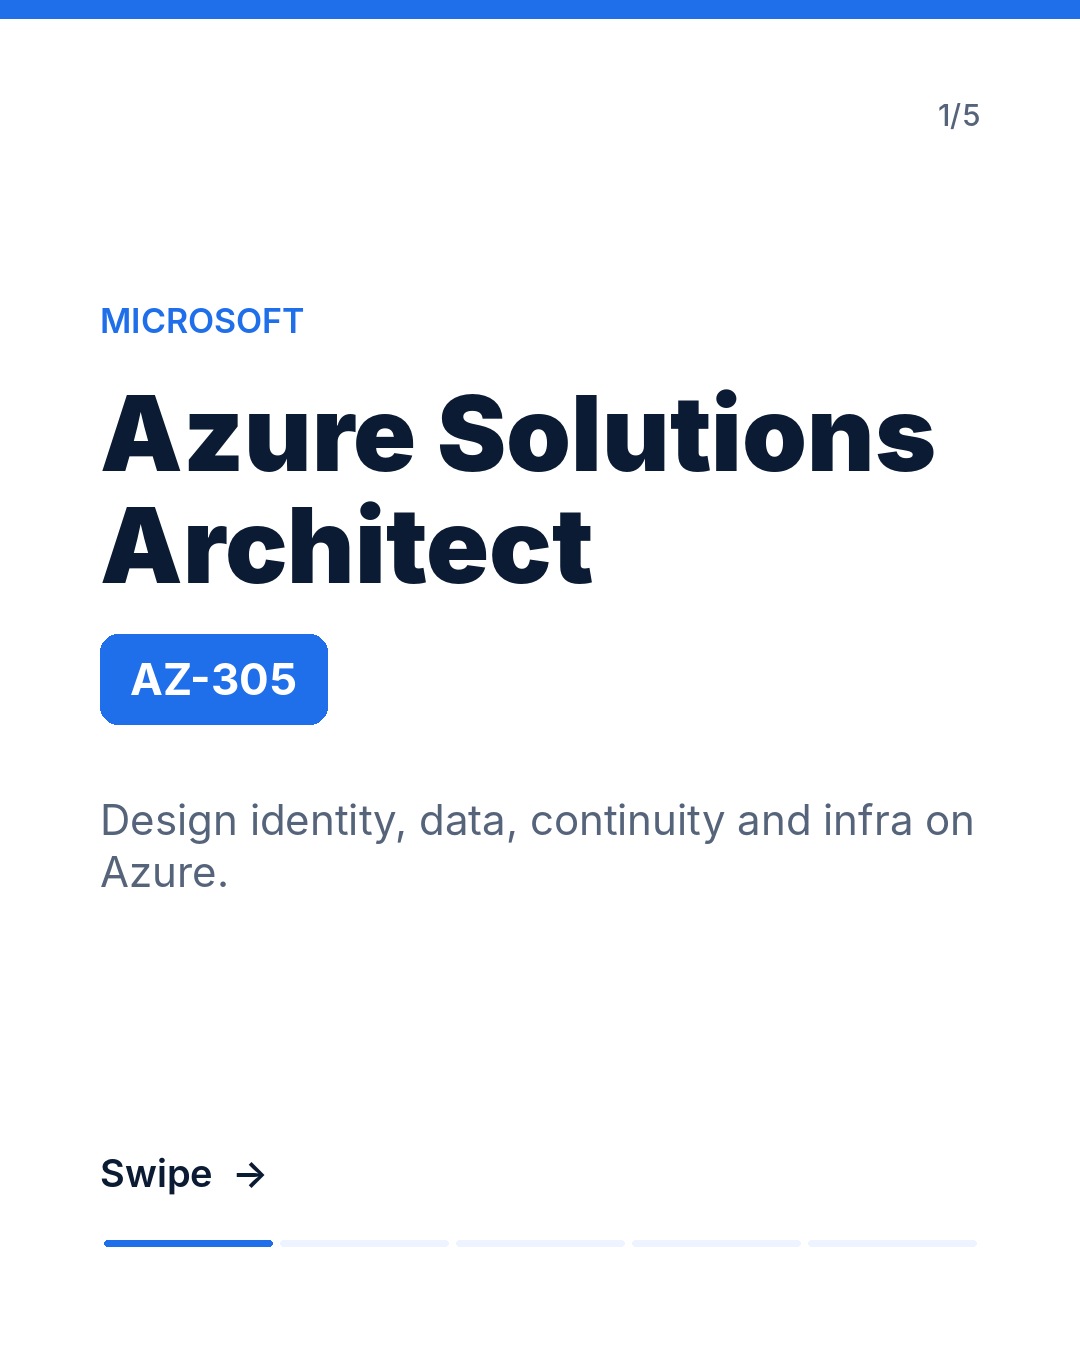 1/5
MICROSOFT
Azure Solutions
Architect
AZ-305
Design identity, data, continuity and infra on
Azure.
Swipe →